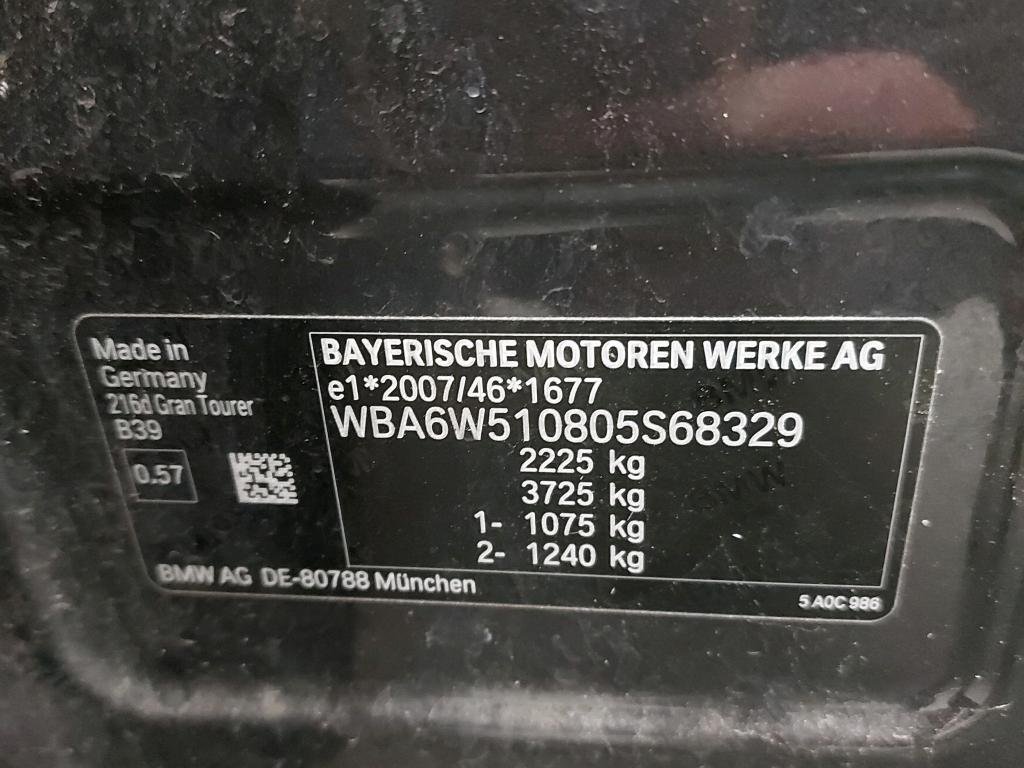 Made in
Germany
216d Gran Tourer
B39
0.57
BAYERISCHE MOTOREN WERKE AG
e1*2007/46*1677
WBA6W510805S68329
2225 kg
3725 kg
1- 1075 kg
2- 1240 kg
BMW AG DE-80788 München
5 A0C 986